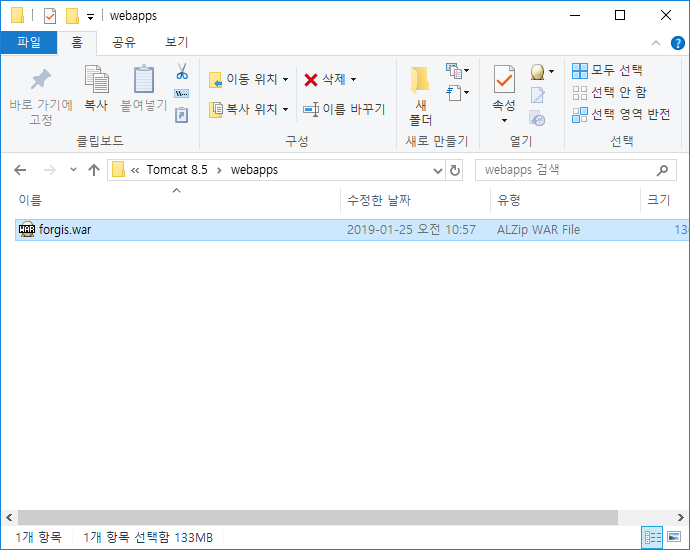 webapps
파일 홈 공유 보기
바로 가기에 고정
복사
붙여넣기
클립보드
이동 위치
복사 위치
삭제
이름 바꾸기
구성
새 폴더
새로 만들기
속성
열기
모두 선택
선택 안 함
선택 영역 반전
선택
« Tomcat 8.5 › webapps
webapps 검색
이름 수정한 날짜 유형 크기
forgis.war 2019-01-25 오전 10:57 ALZip WAR File
1개 항목 1개 항목 선택함 133MB